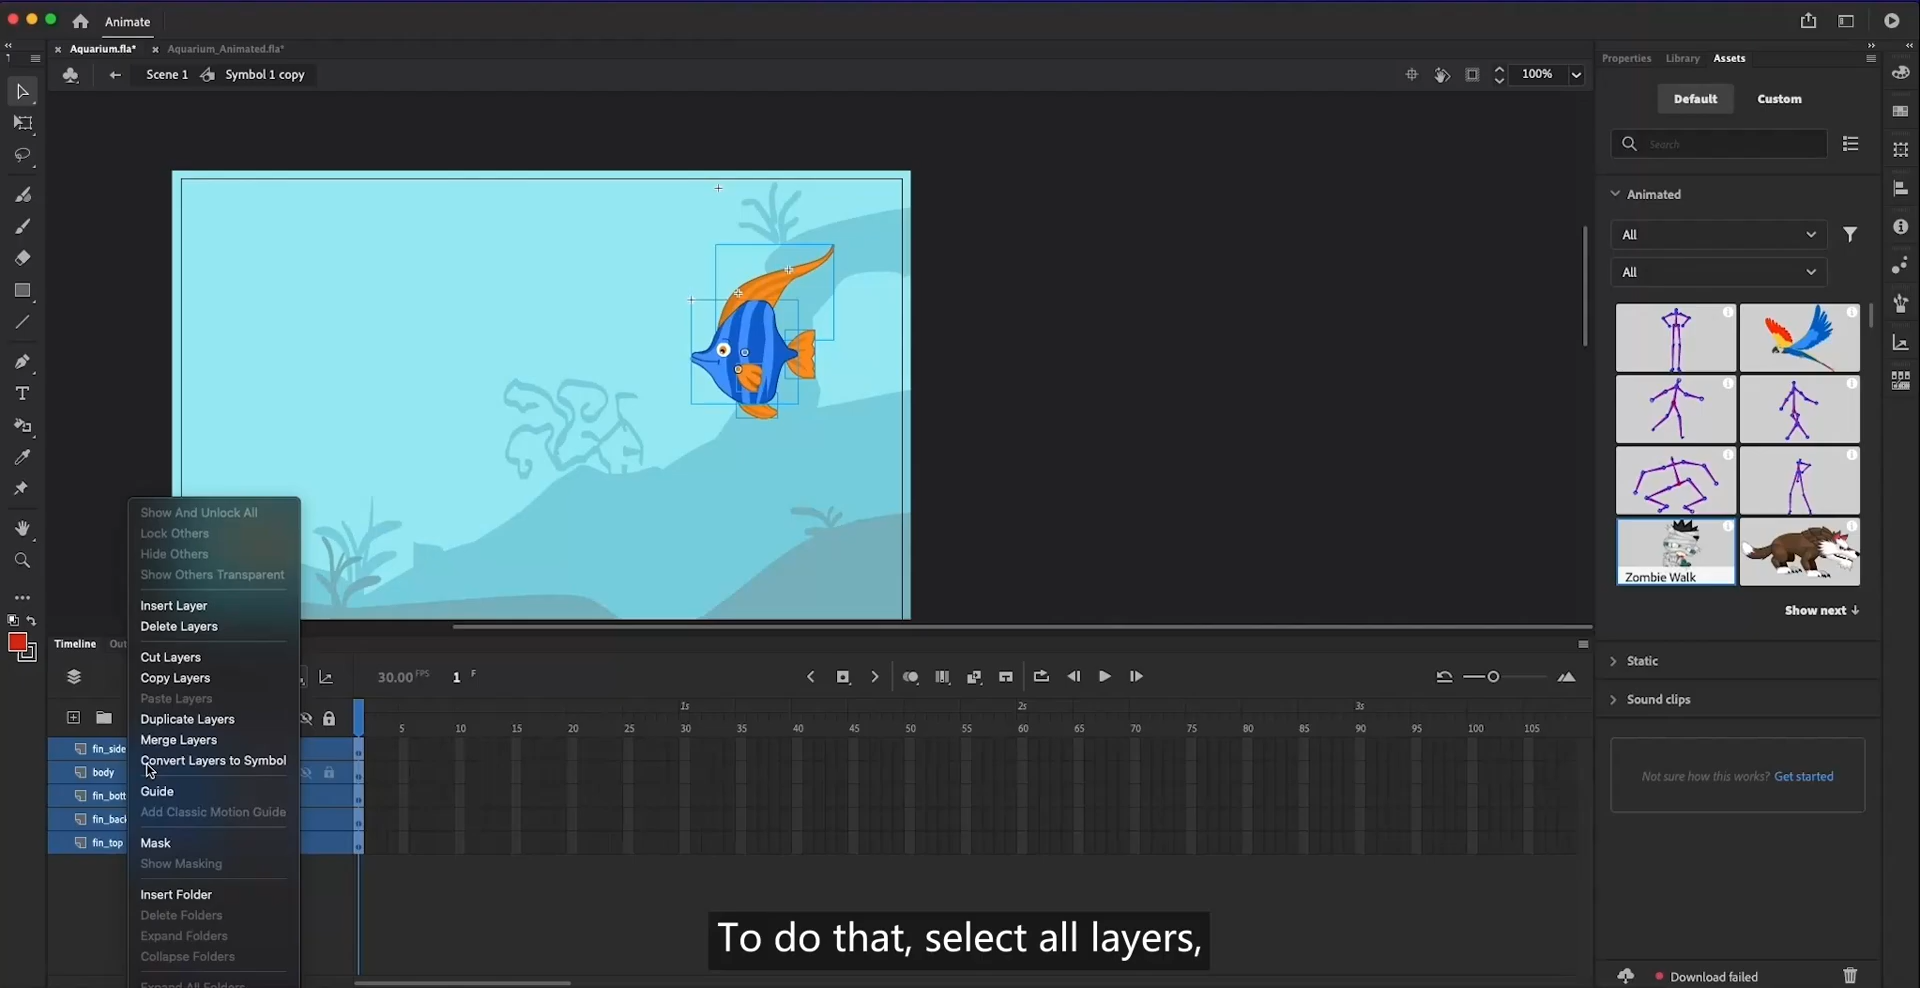 Animate
Aquarium.fla*
Aquarium_Animated.fla*
Scene 1
Symbol 1 copy
100%
Properties
Library
Assets
Default
Custom
Search
Animated
All
All
Zombie Walk
Show next
Static
Sound clips
Not sure how this works? Get started
Download failed
Show And Unlock All
Lock Others
Hide Others
Show Others Transparent
Insert Layer
Delete Layers
Cut Layers
Copy Layers
Paste Layers
Duplicate Layers
Merge Layers
Convert Layers to Symbol
Guide
Add Classic Motion Guide
Mask
Show Masking
Insert Folder
Delete Folders
Expand Folders
Collapse Folders
Expand All Folders
Timeline
Out
30.00 FPS
1 F
1s
2s
3s
5 10 15 20 25 30 35 40 45 50 55 60 65 70 75 80 85 90 95 100 105
fin_side
body
fin_bott
fin_back
fin_top
To do that, select all layers,